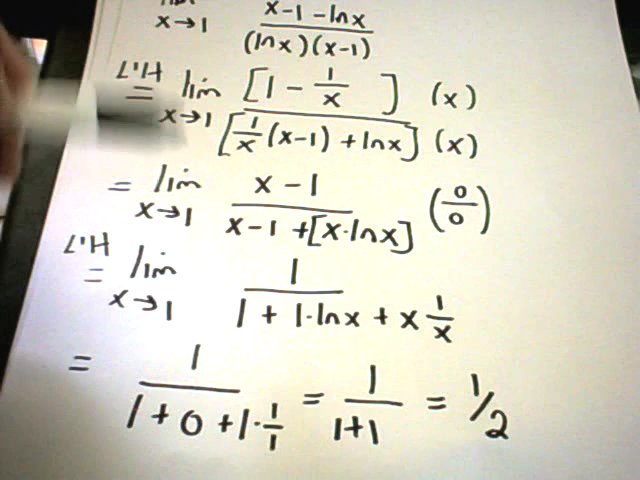 x→1 x-1-lnx / (lnx)(x-1)
L'H = lim x→1 [1 - 1/x] (x) / [1/x (x-1) + lnx] (x)
= lim x→1 x-1 / x-1 + [x·lnx] (0/0)
L'H = lim x→1 1 / 1 + 1·lnx + x 1/x
= 1 / 1+0+1·1/1 = 1 / 1+1 = 1/2